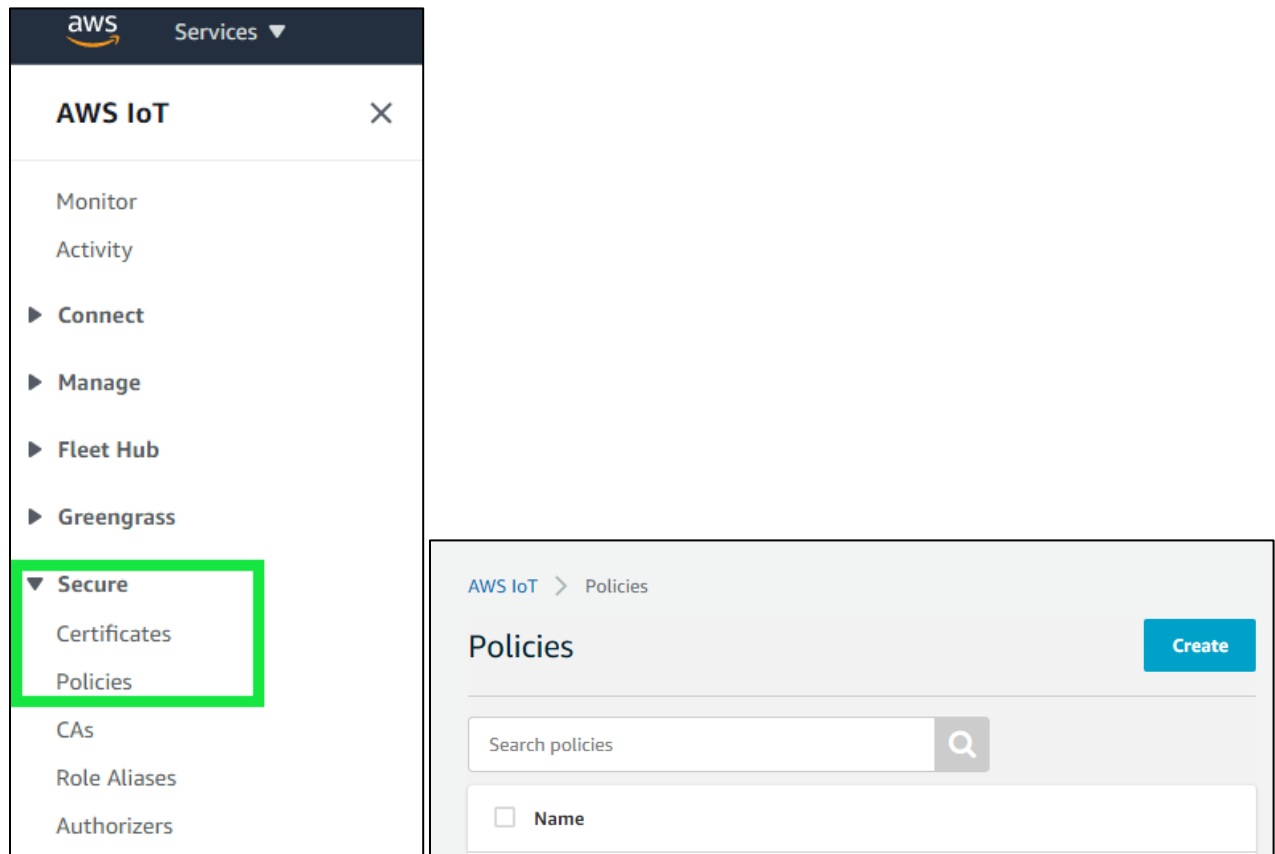 aws Services
AWS IoT
Monitor
Activity
Connect
Manage
Fleet Hub
Greengrass
Secure
Certificates
Policies
CAs
Role Aliases
Authorizers
AWS IoT > Policies
Policies
Create
Search policies
Name